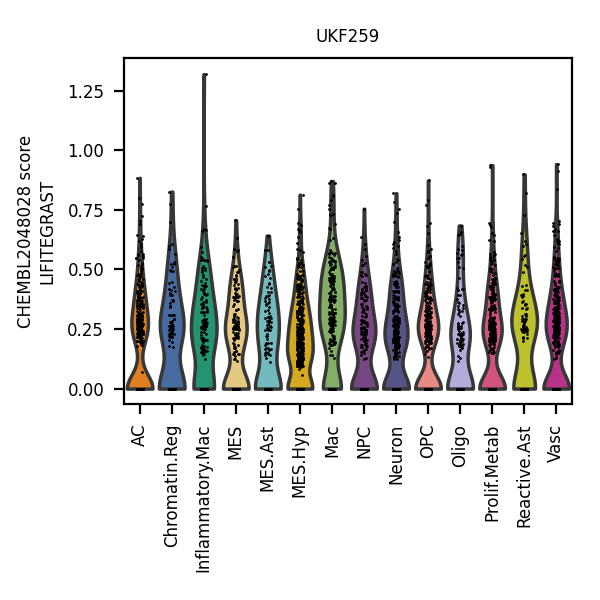 UKF259
CHEMBL2048028 score
LIFITEGRAST
1.25
1.00
0.75
0.50
0.25
0.00
AC
Chromatin.Reg
Inflammatory.Mac
MES
MES.Ast
MES.Hyp
Mac
NPC
Neuron
OPC
Oligo
Prolif.Metab
Reactive.Ast
Vasc